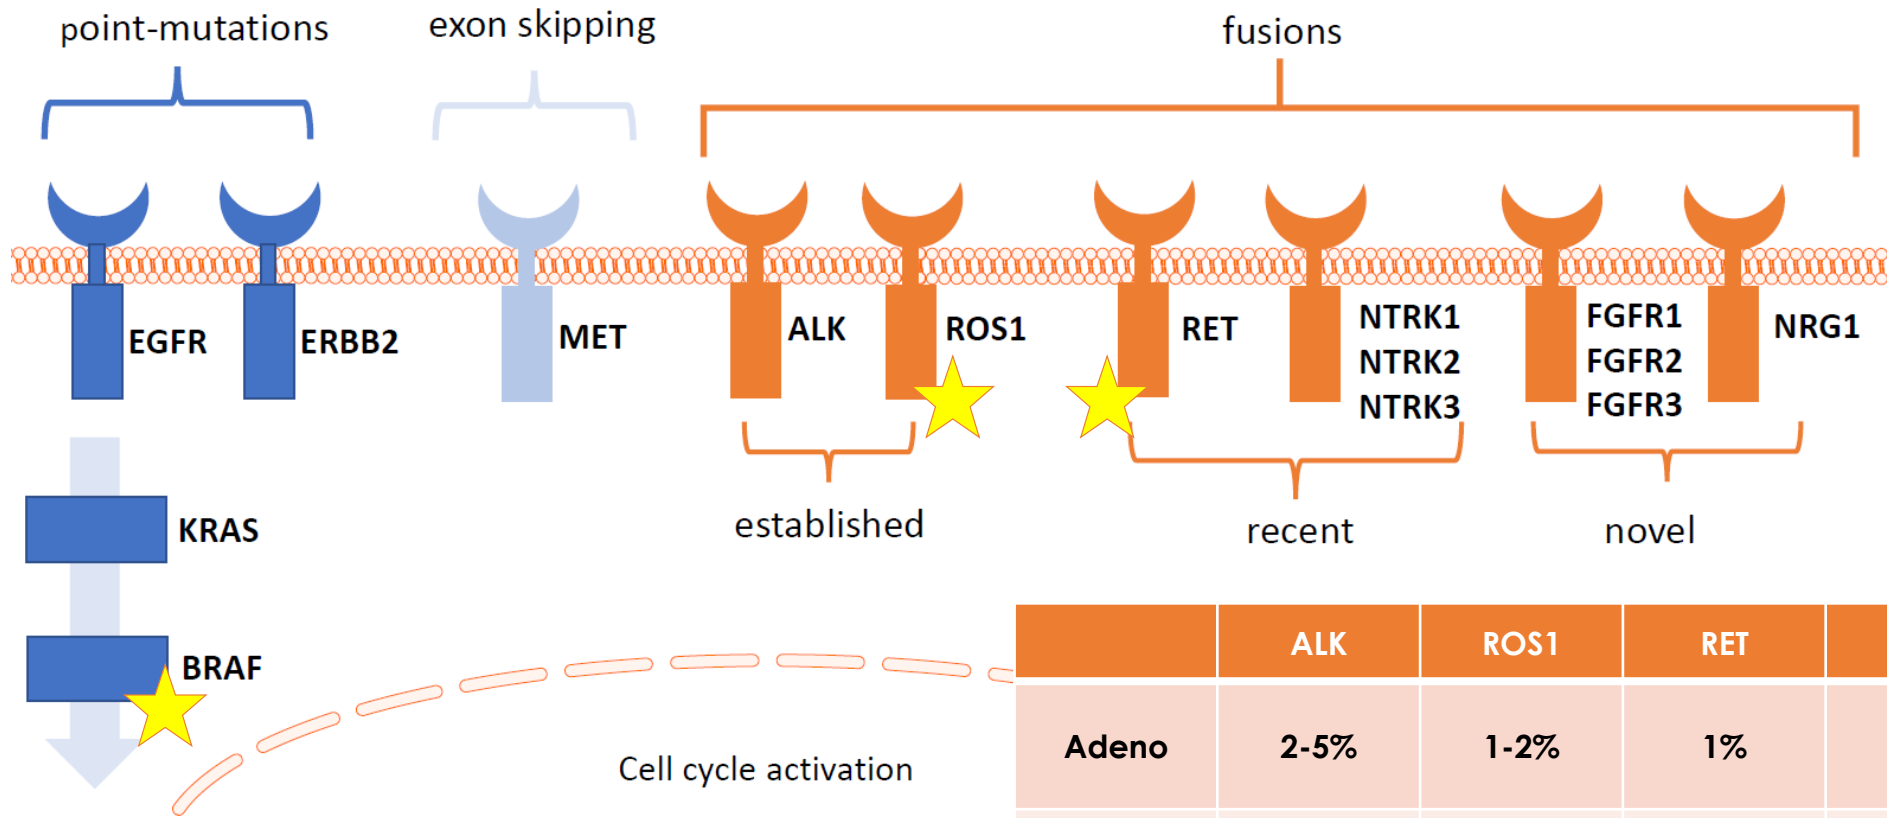 point-mutations
exon skipping
fusions
EGFR
ERBB2
MET
ALK
ROS1
RET
NTRK1
NTRK2
NTRK3
FGFR1
FGFR2
FGFR3
NRG1
established
recent
novel
KRAS
BRAF
Cell cycle activation
ALK ROS1 RET
Adeno 2-5% 1-2% 1%